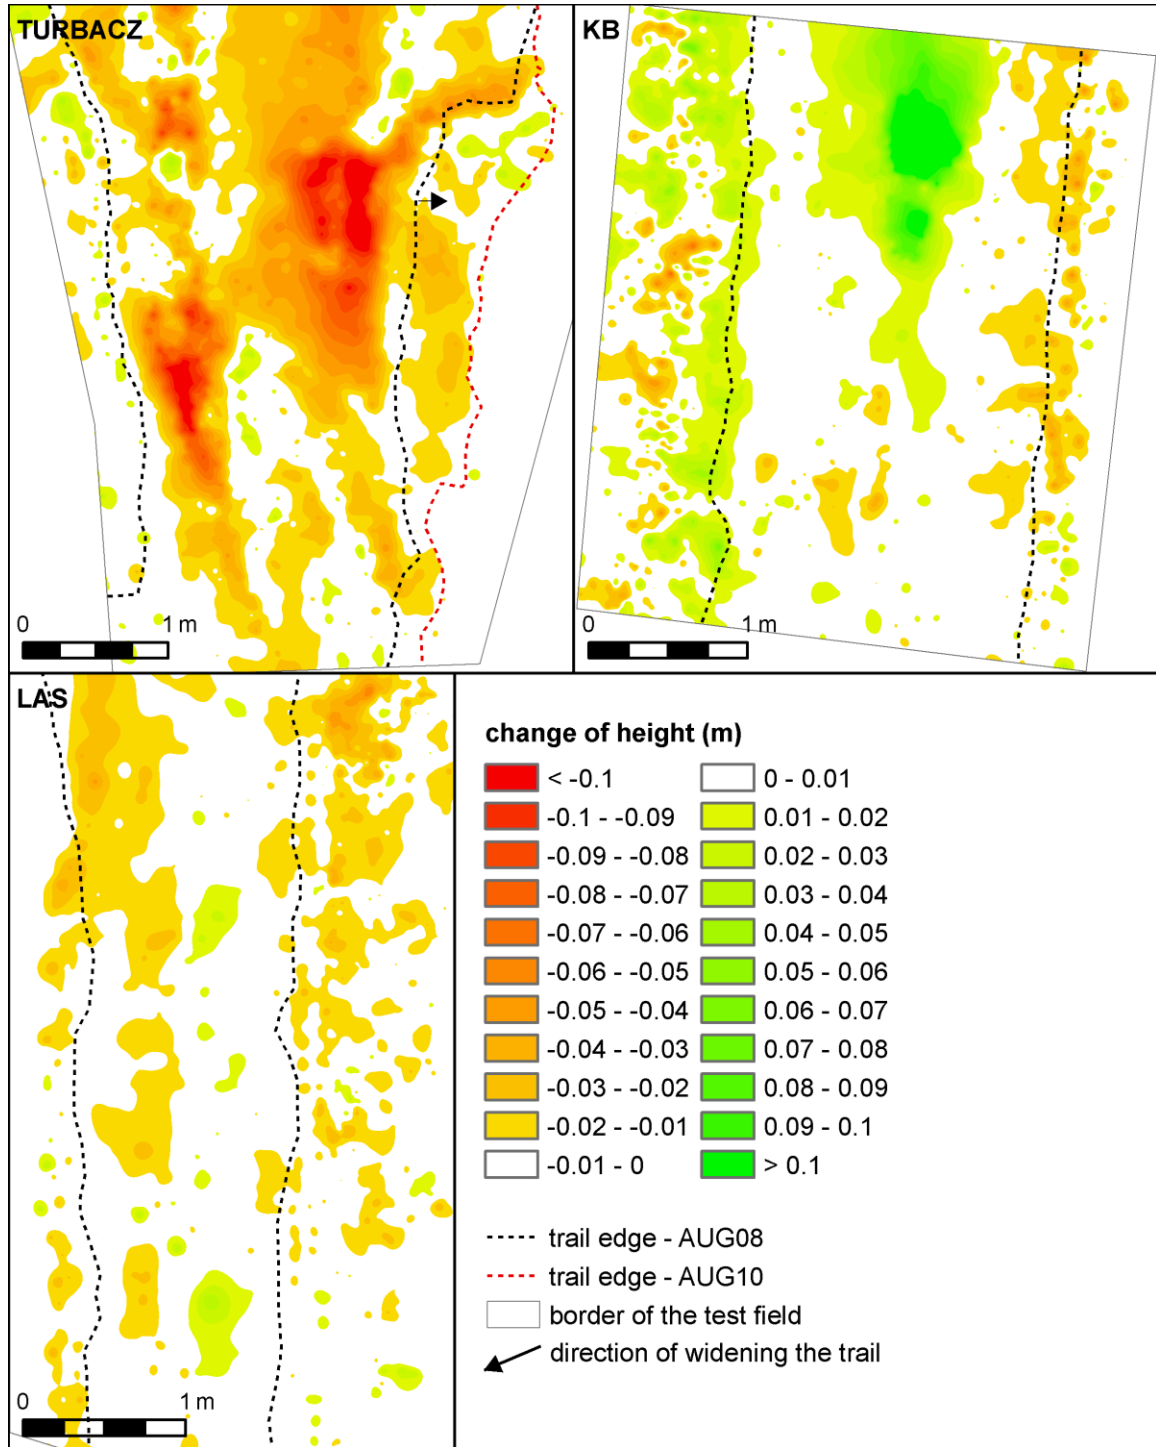 TURBACZ
KB
0 1 m
0 1 m
LAS
0 1 m
change of height (m)
< -0.1
-0.1 - -0.09
-0.09 - -0.08
-0.08 - -0.07
-0.07 - -0.06
-0.06 - -0.05
-0.05 - -0.04
-0.04 - -0.03
-0.03 - -0.02
-0.02 - -0.01
-0.01 - 0
0 - 0.01
0.01 - 0.02
0.02 - 0.03
0.03 - 0.04
0.04 - 0.05
0.05 - 0.06
0.06 - 0.07
0.07 - 0.08
0.08 - 0.09
0.09 - 0.1
> 0.1
trail edge - AUG08
trail edge - AUG10
border of the test field
direction of widening the trail